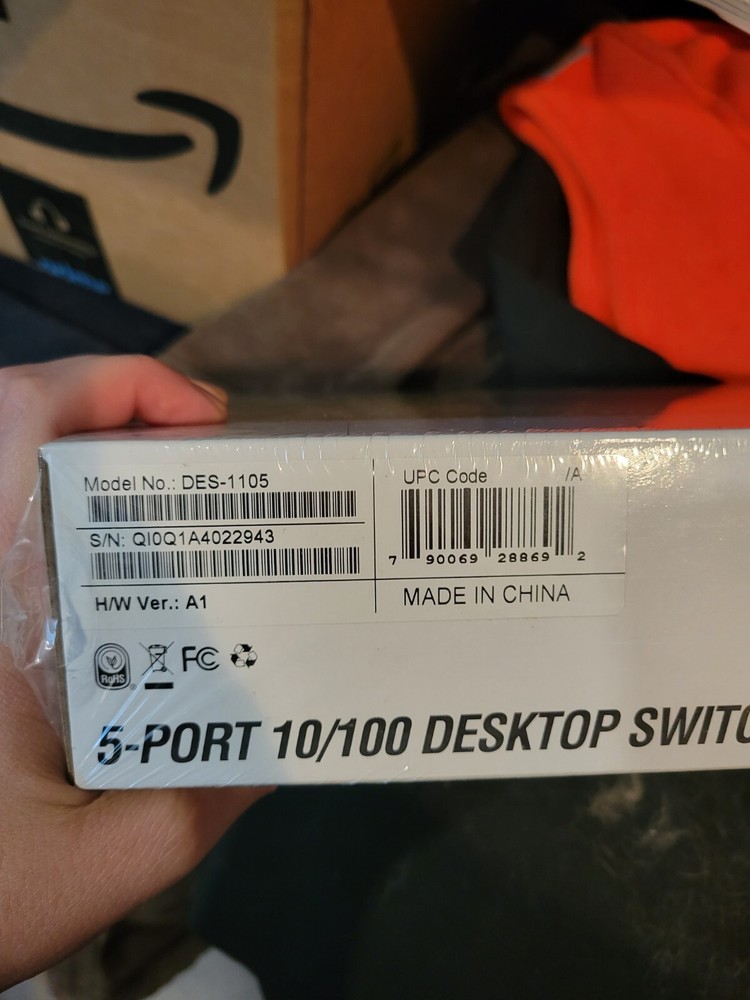 Model No.: DES-1105
S/N: QI0Q1A4022943
H/W Ver.: A1
UPC Code /A
7 90069 28869 2
MADE IN CHINA
RoHS
FC
5-PORT 10/100 DESKTOP SWITC